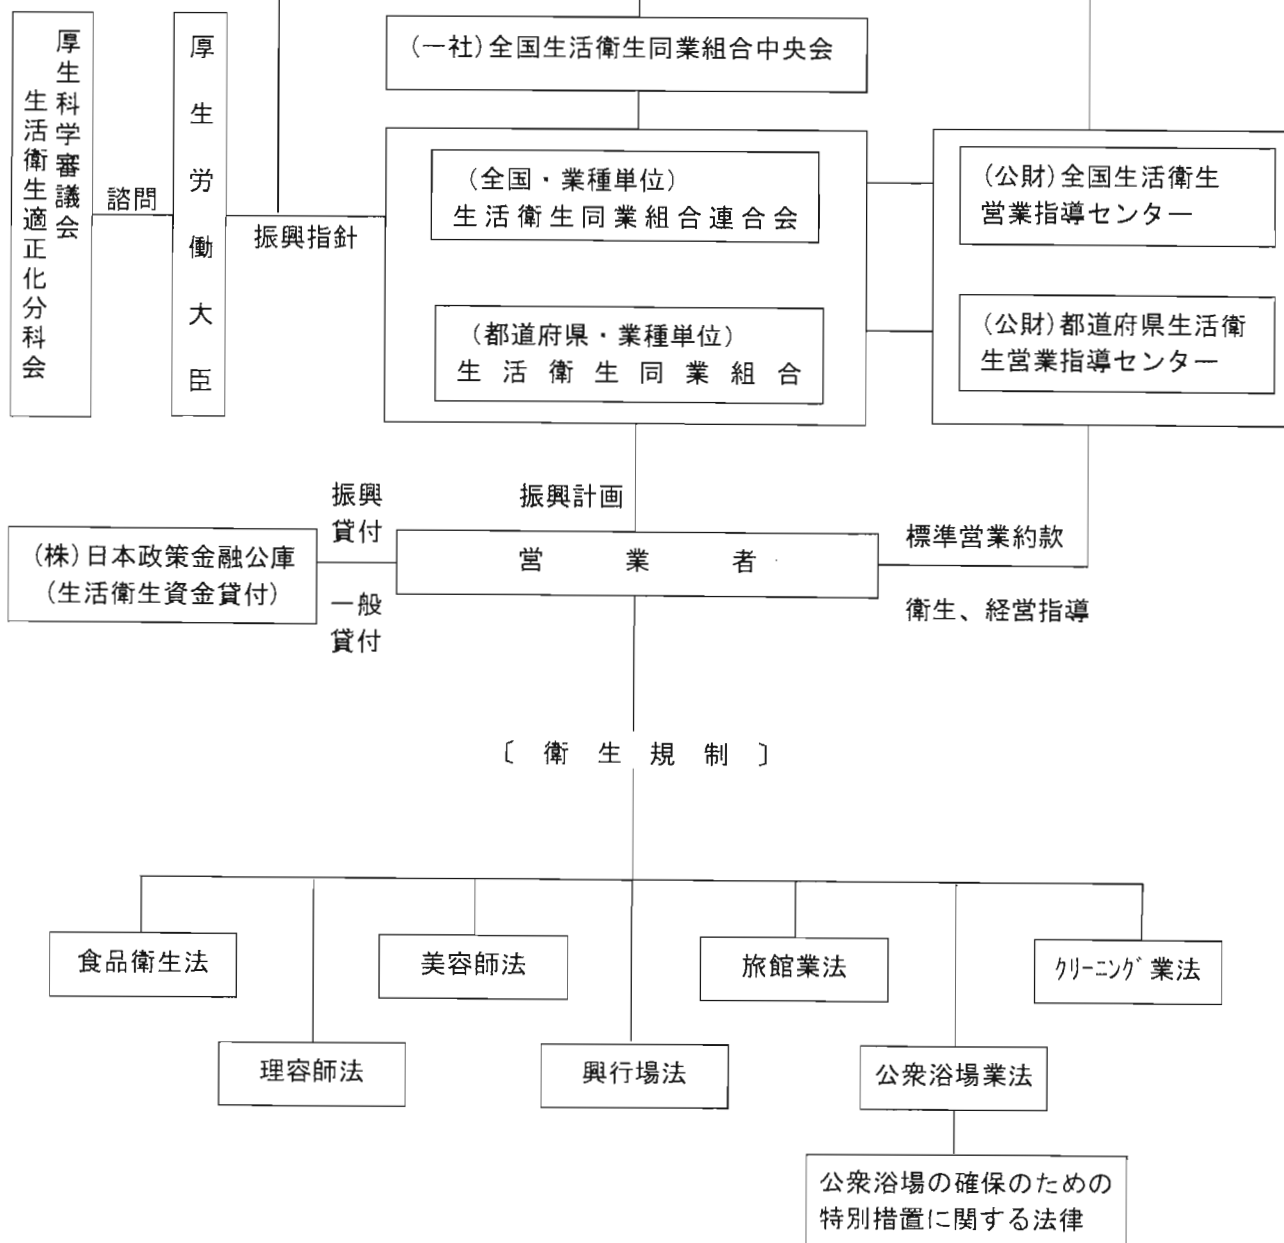 厚生科学審議会
生活衛生適正化分科会
諮問
厚生労働大臣
振興指針
(一社)全国生活衛生同業組合中央会
(全国・業種単位)
生活衛生同業組合連合会
(都道府県・業種単位)
生活衛生同業組合
(公財)全国生活衛生
営業指導センター
(公財)都道府県生活衛
生営業指導センター
振興
貸付
振興計画
(株)日本政策金融公庫
(生活衛生資金貸付)
営業者
標準営業約款
一般
貸付
衛生、経営指導
〔衛生規制〕
食品衛生法
美容師法
旅館業法
クリーニング業法
理容師法
興行場法
公衆浴場業法
公衆浴場の確保のための
特別措置に関する法律